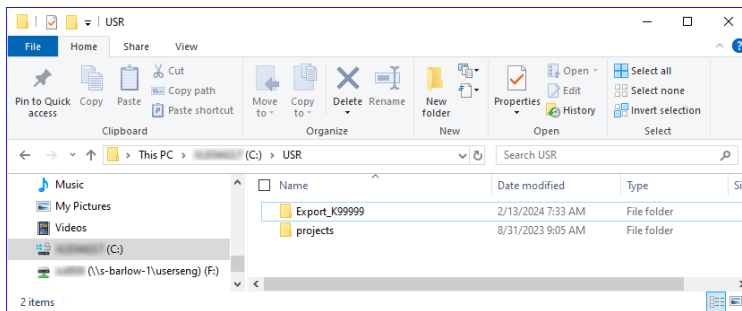 USR
File Home Share View
Pin to Quick access
Copy
Paste
Cut
Copy path
Paste shortcut
Clipboard
Move to
Copy to
Delete
Rename
Organize
New folder
New
Properties
Open
Edit
History
Open
Select all
Select none
Invert selection
Select
This PC > (C:) > USR
Search USR
Music
My Pictures
Videos
(C:)
(\\s-barlow-1\userseng) (F:)
Name Date modified Type Si
Export_K99999 2/13/2024 7:33 AM File folder
projects 8/31/2023 9:05 AM File folder
2 items